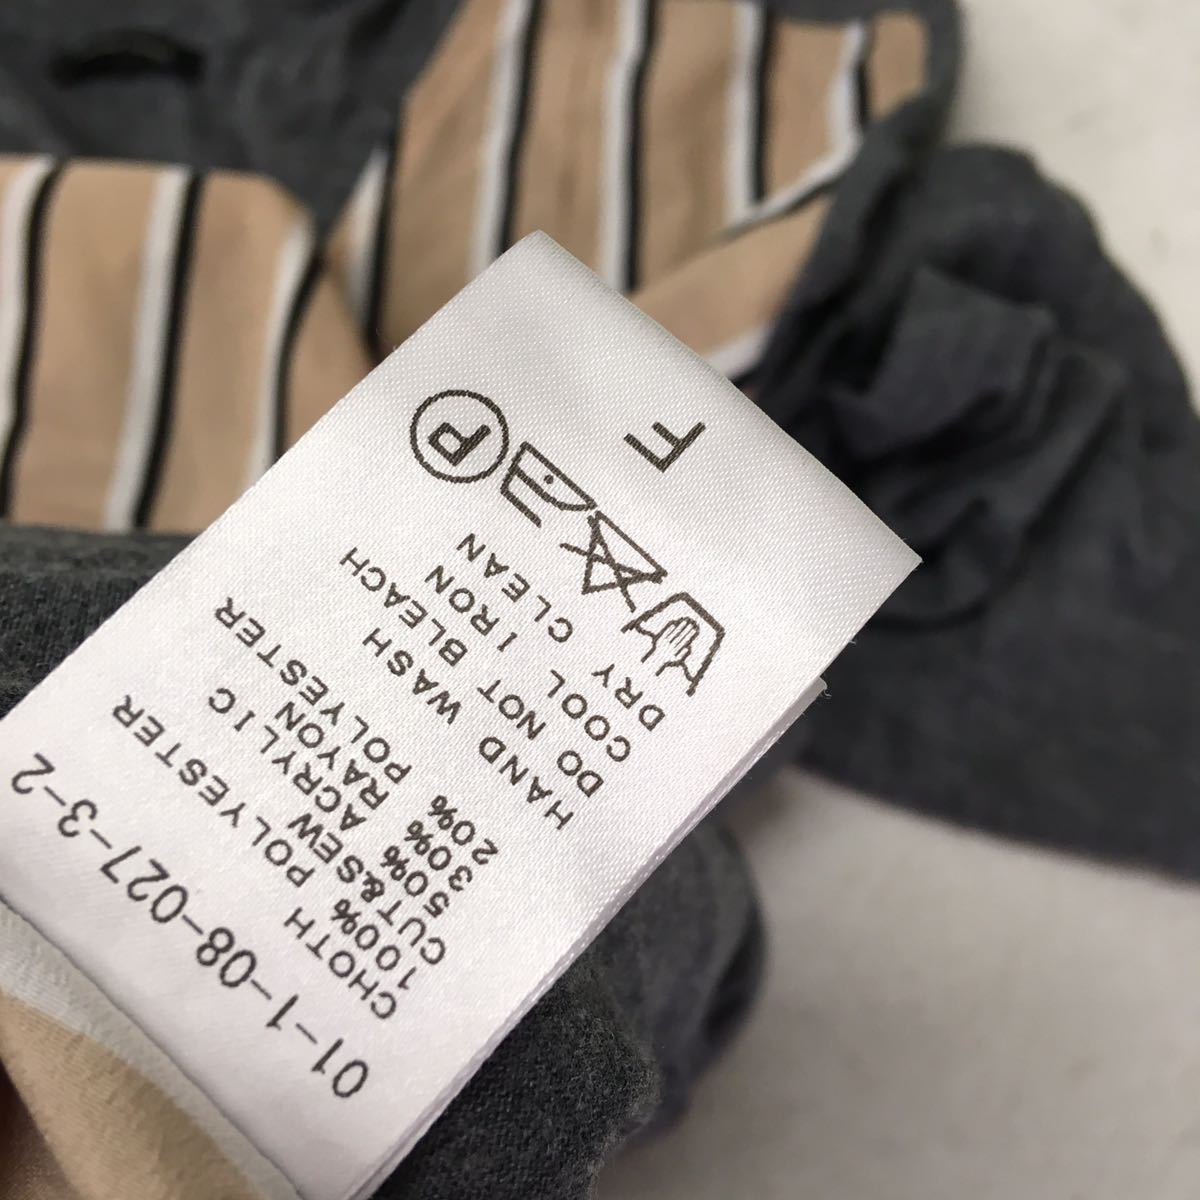 01-1-08-027-3-2
CHOTH
100% POLYESTER
CUT&SEW
50% ACRYLIC
30% RAYON
20% POLYESTER
HAND WASH
DO NOT BLEACH
COOL IRON
DRY CLEAN
P
F